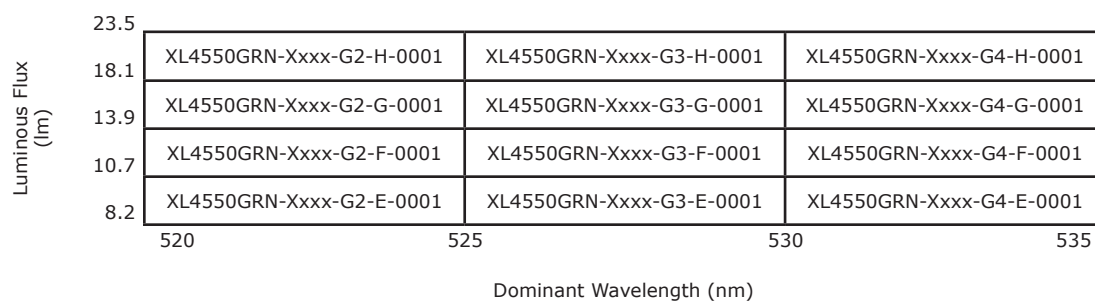 23.5
XL4550GRN-Xxxx-G2-H-0001 XL4550GRN-Xxxx-G3-H-0001 XL4550GRN-Xxxx-G4-H-0001
18.1
XL4550GRN-Xxxx-G2-G-0001 XL4550GRN-Xxxx-G3-G-0001 XL4550GRN-Xxxx-G4-G-0001
13.9
XL4550GRN-Xxxx-G2-F-0001 XL4550GRN-Xxxx-G3-F-0001 XL4550GRN-Xxxx-G4-F-0001
10.7
XL4550GRN-Xxxx-G2-E-0001 XL4550GRN-Xxxx-G3-E-0001 XL4550GRN-Xxxx-G4-E-0001
8.2
Luminous Flux
(lm)
520 525 530 535
Dominant Wavelength (nm)